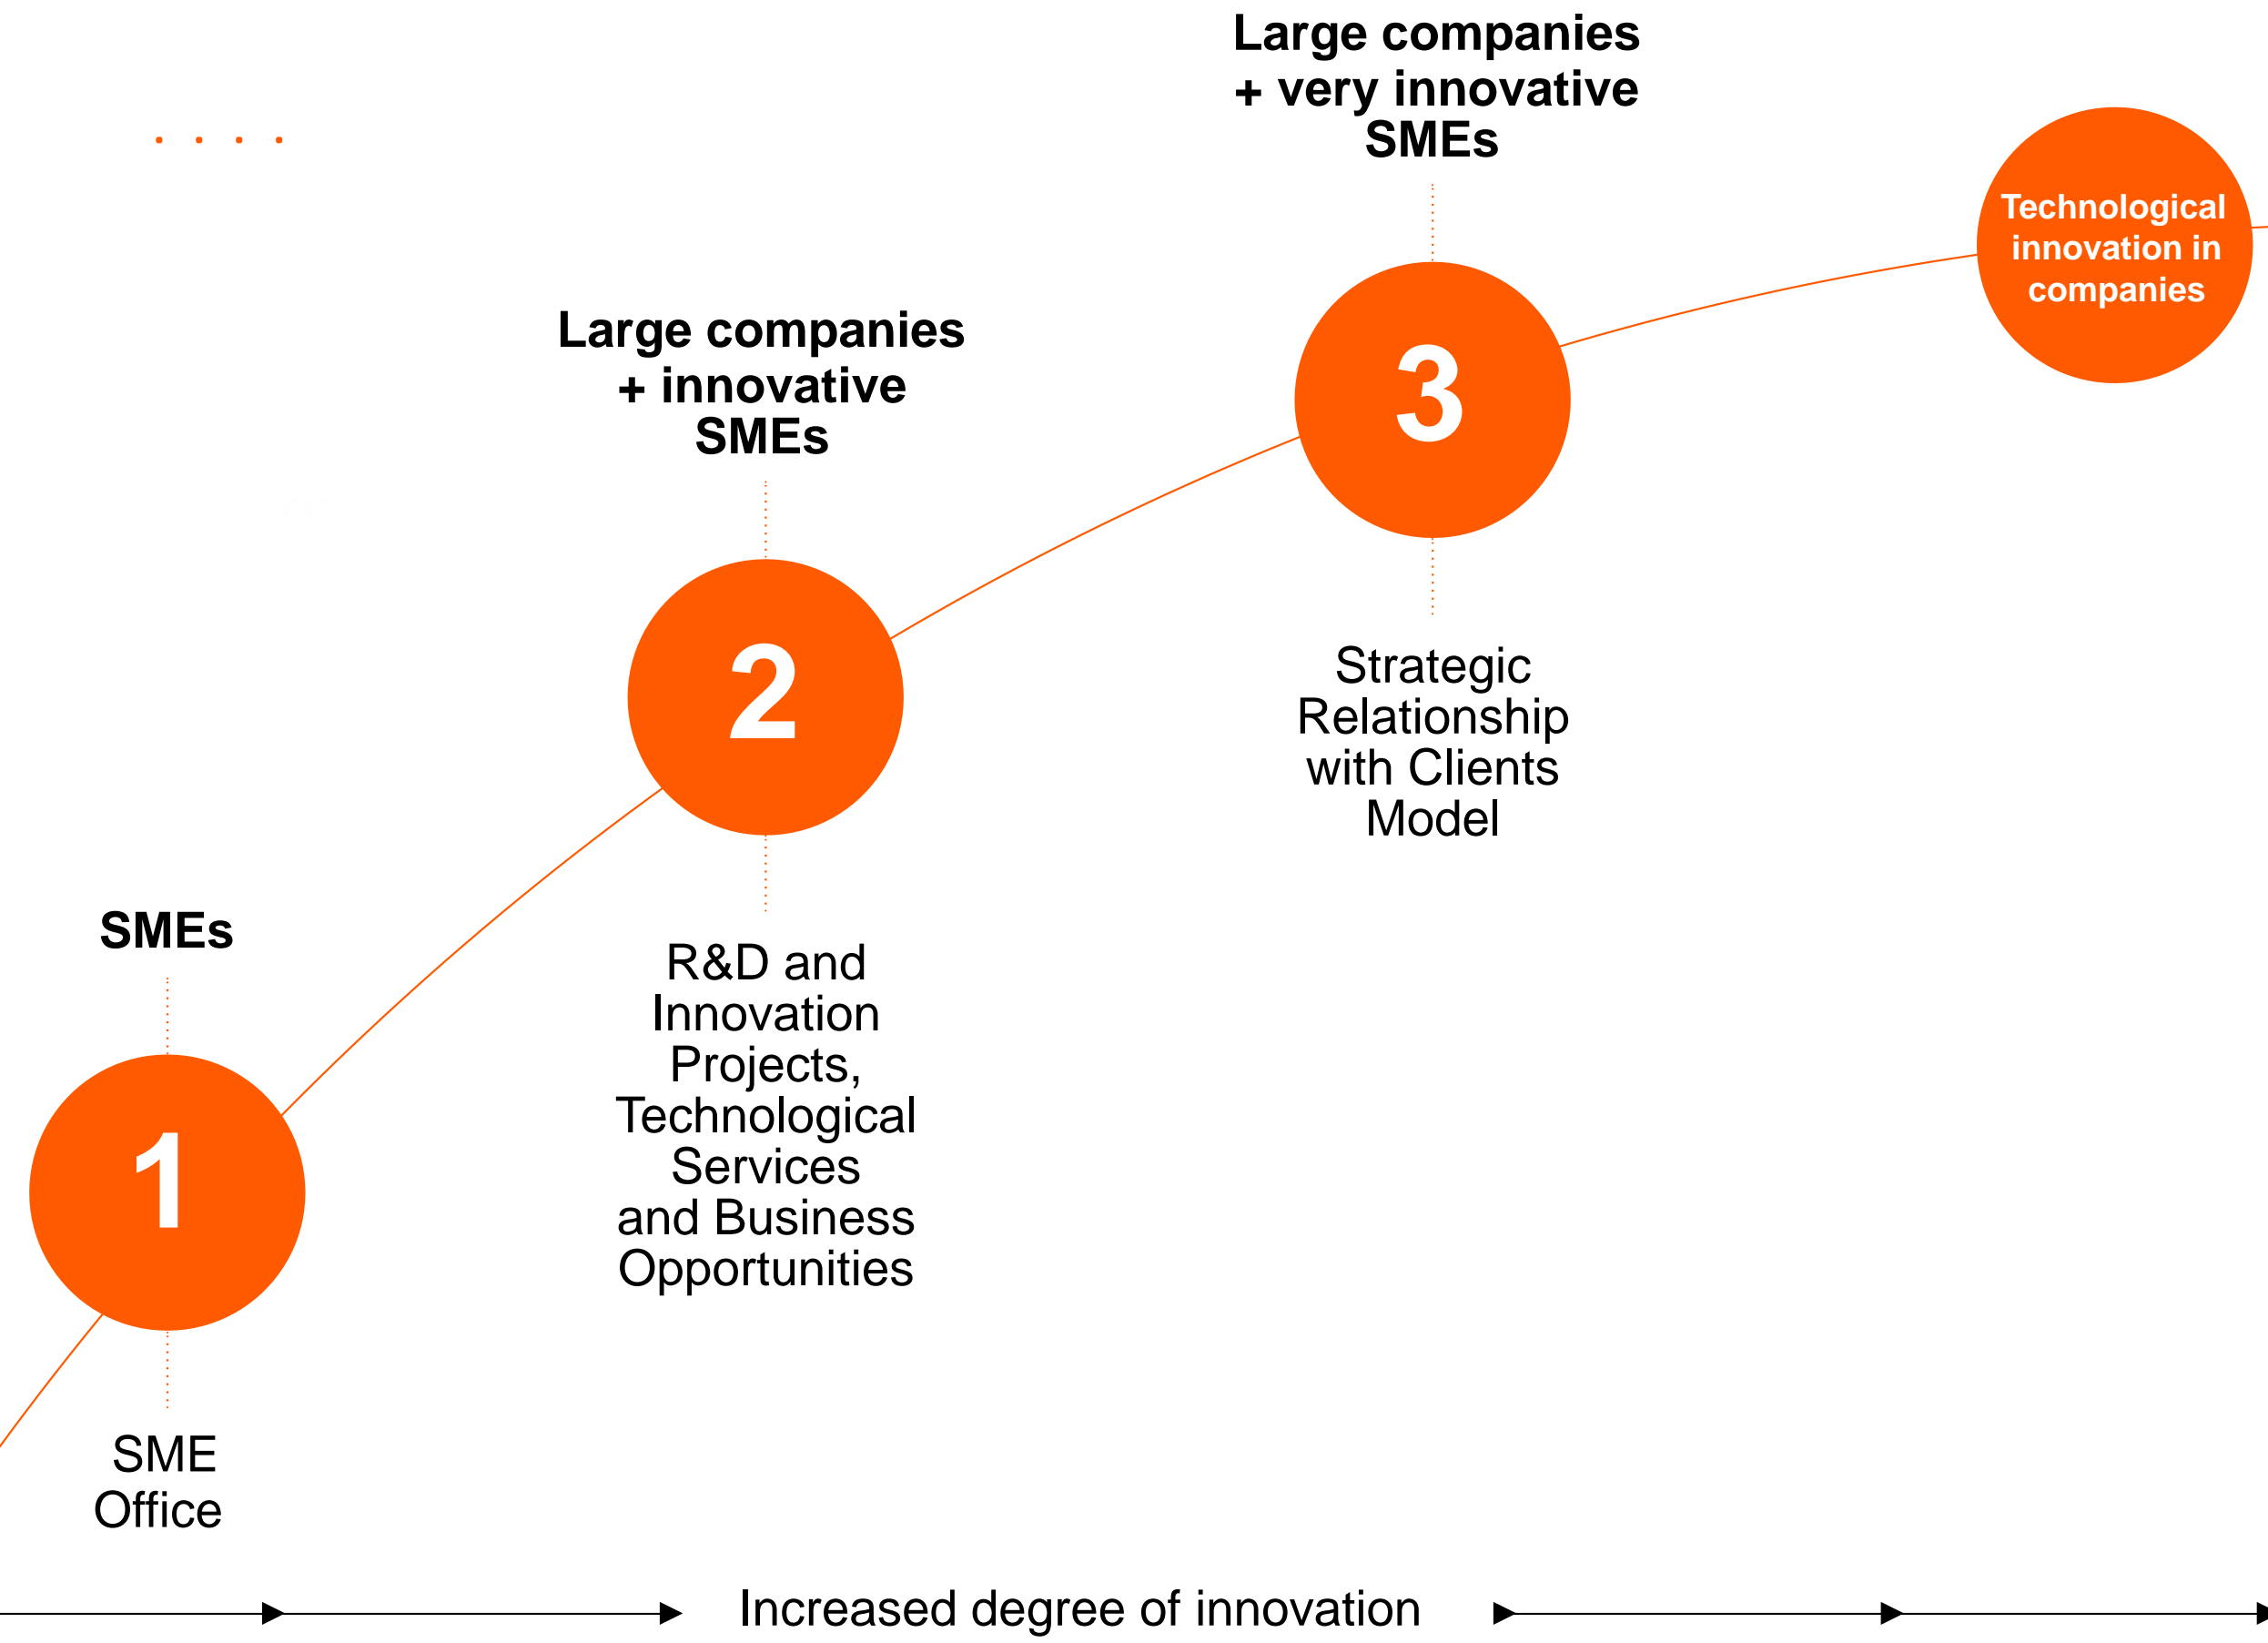 Large companies
+ very innovative
SMEs
Technological
innovation in
companies
3
Large companies
+ innovative
SMEs
2
Strategic
Relationship
with Clients
Model
SMEs
1
R&D and
Innovation
Projects,
Technological
Services
and Business
Opportunities
SME
Office
Increased degree of innovation